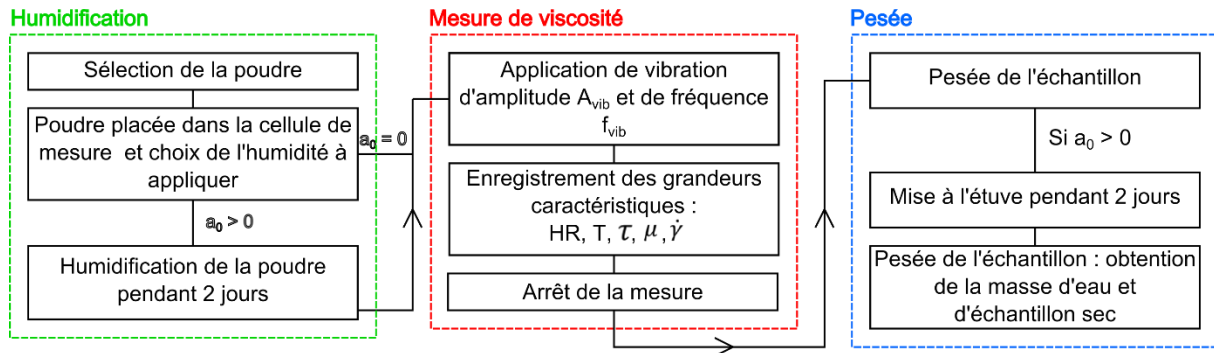 Humidification
Sélection de la poudre
Poudre placée dans la cellule de
mesure et choix de l'humidité à
appliquer
a₀ = 0
a₀ > 0
Humidification de la poudre
pendant 2 jours
Mesure de viscosité
Application de vibration
d'amplitude Avib et de fréquence
fvib
Enregistrement des grandeurs
caractéristiques :
HR, T, τ, μ, γ̇
Arrêt de la mesure
Pesée
Pesée de l'échantillon
Si a₀ > 0
Mise à l'étuve pendant 2 jours
Pesée de l'échantillon : obtention
de la masse d'eau et
d'échantillon sec